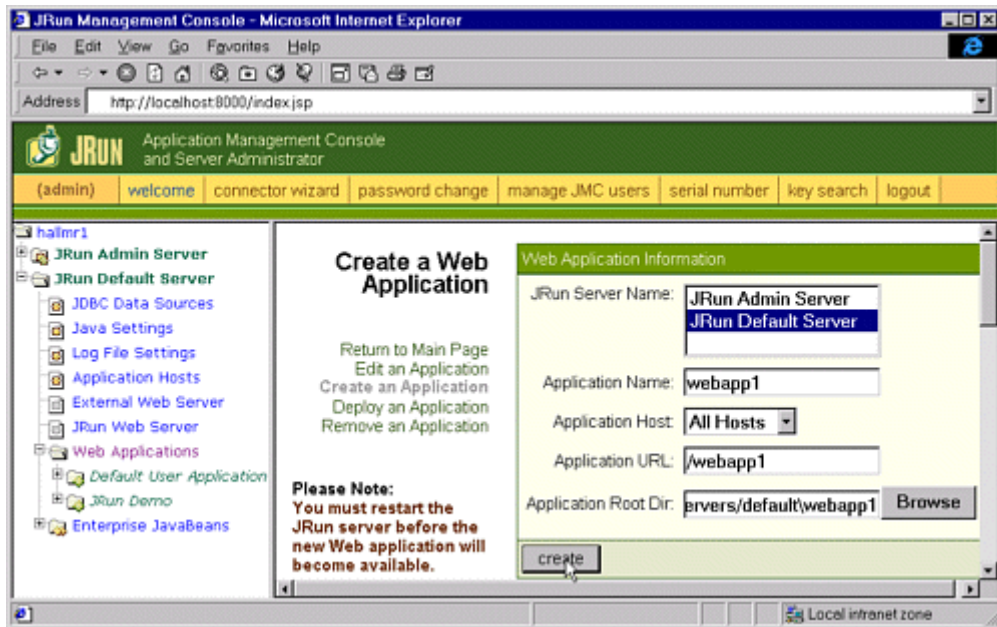 JRun Management Console - Microsoft Internet Explorer
File Edit View Go Favorites Help
Address http://localhost:8000/index.jsp
JRUN
Application Management Console
and Server Administrator
(admin) welcome connector wizard password change manage JMC users serial number key search logout
hallmr1
JRun Admin Server
JRun Default Server
JDBC Data Sources
Java Settings
Log File Settings
Application Hosts
External Web Server
JRun Web Server
Web Applications
Default User Application
JRun Demo
Enterprise JavaBeans
Create a Web
Application
Return to Main Page
Edit an Application
Create an Application
Deploy an Application
Remove an Application
Please Note:
You must restart the
JRun server before the
new Web application will
become available.
Web Application Information
JRun Server Name: JRun Admin Server
JRun Default Server
Application Name: webapp1
Application Host: All Hosts
Application URL: /webapp1
Application Root Dir: ervers/default\webapp1 Browse
create
Local intranet zone